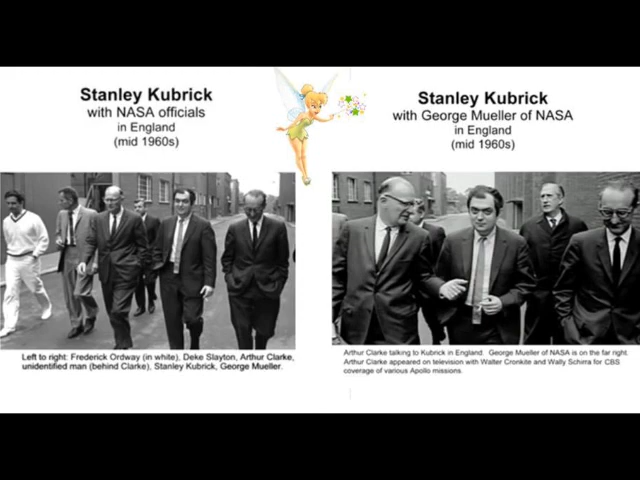 Stanley Kubrick
with NASA officials
in England
(mid 1960s)
Left to right: Frederick Ordway (in white), Deke Slayton, Arthur Clarke,
unidentified man (behind Clarke), Stanley Kubrick, George Mueller.
Stanley Kubrick
with George Mueller of NASA
in England
(mid 1960s)
Arthur Clarke talking to Kubrick in England. George Mueller of NASA is on the far right.
Arthur Clarke appeared on television with Walter Cronkite and Wally Schirra for CBS
coverage of various Apollo missions.